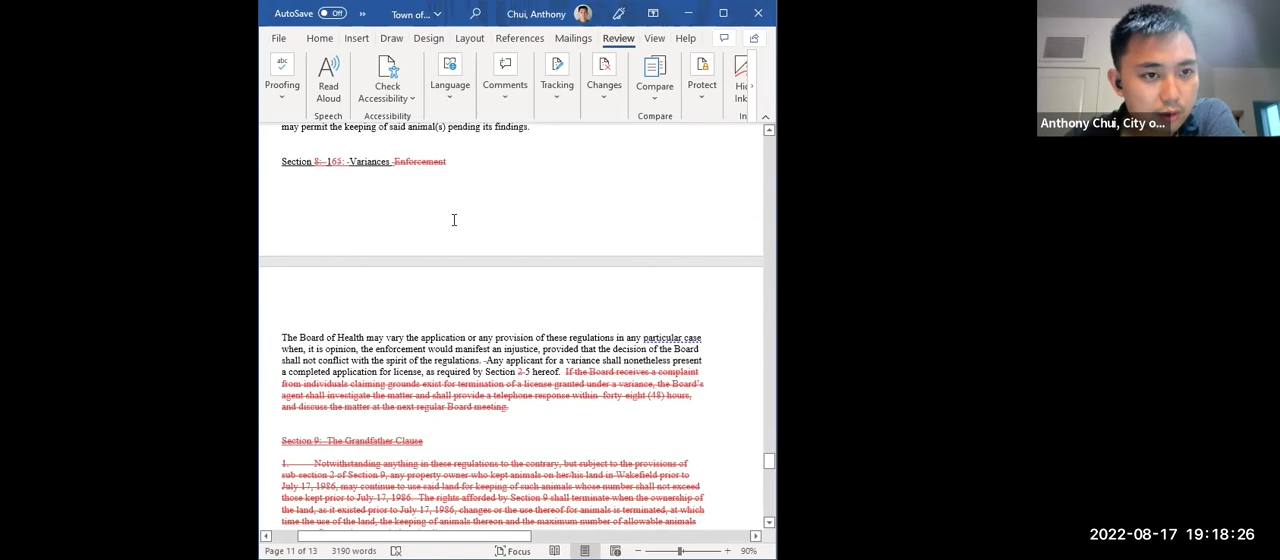 AutoSave Off » Town of... Chui, Anthony
File Home Insert Draw Design Layout References Mailings Review View Help
Proofing Read Aloud Check Accessibility Language Comments Tracking Changes Compare Protect Hid Ink
Speech Accessibility Compare In
may permit the keeping of said animal(s) pending its findings.
Section 8: 165: Variances Enforcement
The Board of Health may vary the application or any provision of these regulations in any particular case
when, it is opinion, the enforcement would manifest an injustice, provided that the decision of the Board
shall not conflict with the spirit of the regulations. Any applicant for a variance shall nonetheless present
a completed application for license, as required by Section 2 5 hereof. If the Board receives a complaint
from individuals claiming grounds exist for termination of a license granted under a variance, the Board's
agent shall investigate the matter and shall provide a telephone response within forty-eight (48) hours,
and discuss the matter at the next regular Board meeting.
Section 9: The Grandfather Clause
1. Notwithstanding anything in these regulations to the contrary, but subject to the provisions of
sub-section 2 of Section 9, any property owner who kept animals on her/his land in Wakefield prior to
July 17, 1986, may continue to use said land for keeping of such animals whose number shall not exceed
those kept prior to July 17, 1986. The rights afforded by Section 9 shall terminate when the ownership of
the land, as it existed prior to July 17, 1986, changes or the use thereof for animals is terminated, at which
time the use of the land, the keeping of animals thereon and the maximum number of allowable animals
Page 11 of 13 3190 words Focus 90%
Anthony Chui, City o...
2022-08-17 19:18:26